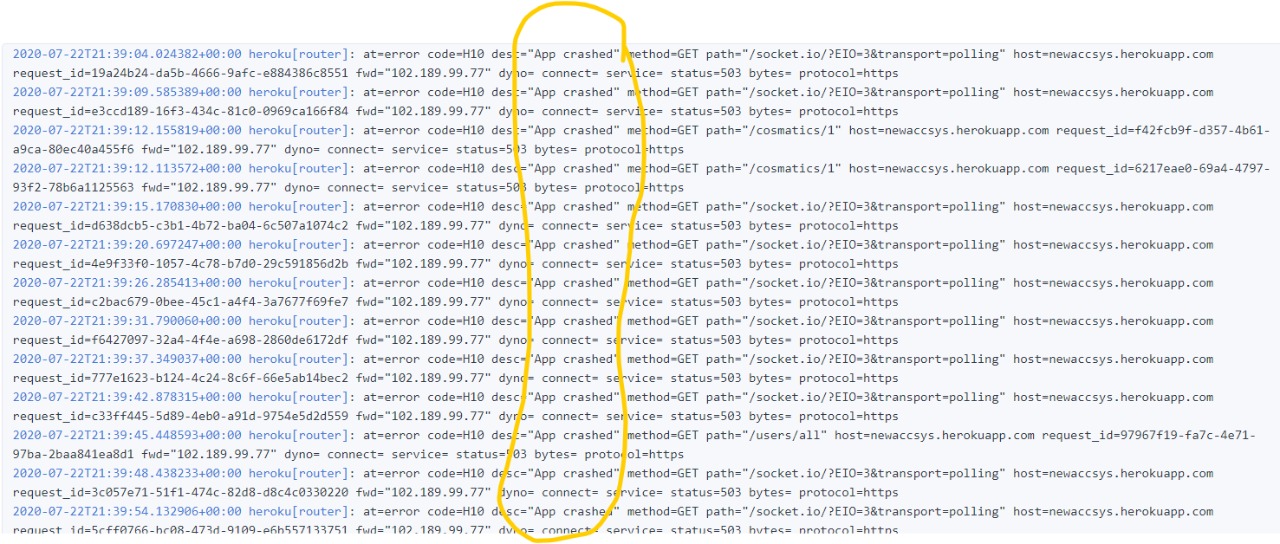 2020-07-22T21:39:04.024382+00:00 heroku[router]: at=error code=H10 desc="App crashed" method=GET path="/socket.io/?EIO=3&transport=polling" host=newaccsys.herokuapp.com
request_id=19a24b24-da5b-4666-9afc-e884386c8551 fwd="102.189.99.77" dyno= connect= service= status=503 bytes= protocol=https
2020-07-22T21:39:09.585389+00:00 heroku[router]: at=error code=H10 desc="App crashed" method=GET path="/socket.io/?EIO=3&transport=polling" host=newaccsys.herokuapp.com
request_id=e3ccd189-16f3-434c-81c0-0969ca166f84 fwd="102.189.99.77" dyno= connect= service= status=503 bytes= protocol=https
2020-07-22T21:39:12.155819+00:00 heroku[router]: at=error code=H10 desc="App crashed" method=GET path="/cosmatics/1" host=newaccsys.herokuapp.com request_id=f42fcb9f-d357-4b61-
a9ca-80ec40a455f6 fwd="102.189.99.77" dyno= connect= service= status=503 bytes= protocol=https
2020-07-22T21:39:12.113572+00:00 heroku[router]: at=error code=H10 desc="App crashed" method=GET path="/cosmatics/1" host=newaccsys.herokuapp.com request_id=6217eae0-69a4-4797-
93f2-78b6a1125563 fwd="102.189.99.77" dyno= connect= service= status=503 bytes= protocol=https
2020-07-22T21:39:15.170830+00:00 heroku[router]: at=error code=H10 desc="App crashed" method=GET path="/socket.io/?EIO=3&transport=polling" host=newaccsys.herokuapp.com
request_id=d638dcb5-c3b1-4b72-ba04-6c507a1074c2 fwd="102.189.99.77" dyno= connect= service= status=503 bytes= protocol=https
2020-07-22T21:39:20.697247+00:00 heroku[router]: at=error code=H10 desc="App crashed" method=GET path="/socket.io/?EIO=3&transport=polling" host=newaccsys.herokuapp.com
request_id=4e9f33f0-1057-4c78-b7d0-29c591856d2b fwd="102.189.99.77" dyno= connect= service= status=503 bytes= protocol=https
2020-07-22T21:39:26.285413+00:00 heroku[router]: at=error code=H10 desc="App crashed" method=GET path="/socket.io/?EIO=3&transport=polling" host=newaccsys.herokuapp.com
request_id=c2bac679-0bee-45c1-a4f4-3a7677f69fe7 fwd="102.189.99.77" dyno= connect= service= status=503 bytes= protocol=https
2020-07-22T21:39:31.790060+00:00 heroku[router]: at=error code=H10 desc="App crashed" method=GET path="/socket.io/?EIO=3&transport=polling" host=newaccsys.herokuapp.com
request_id=f6427097-32a4-4f4e-a698-2860de6172df fwd="102.189.99.77" dyno= connect= service= status=503 bytes= protocol=https
2020-07-22T21:39:37.349037+00:00 heroku[router]: at=error code=H10 desc="App crashed" method=GET path="/socket.io/?EIO=3&transport=polling" host=newaccsys.herokuapp.com
request_id=777e1623-b124-4c24-8c6f-66e5ab14bec2 fwd="102.189.99.77" dyno= connect= service= status=503 bytes= protocol=https
2020-07-22T21:39:42.878315+00:00 heroku[router]: at=error code=H10 desc="App crashed" method=GET path="/socket.io/?EIO=3&transport=polling" host=newaccsys.herokuapp.com
request_id=c33ff445-5d89-4eb0-a91d-9754e5d2d559 fwd="102.189.99.77" dyno= connect= service= status=503 bytes= protocol=https
2020-07-22T21:39:45.448593+00:00 heroku[router]: at=error code=H10 desc="App crashed" method=GET path="/users/all" host=newaccsys.herokuapp.com request_id=97967f19-fa7c-4e71-
97ba-2baa841ea8d1 fwd="102.189.99.77" dyno= connect= service= status=503 bytes= protocol=https
2020-07-22T21:39:48.438233+00:00 heroku[router]: at=error code=H10 desc="App crashed" method=GET path="/socket.io/?EIO=3&transport=polling" host=newaccsys.herokuapp.com
request_id=3c057e71-51f1-474c-82d8-d8c4c0330220 fwd="102.189.99.77" dyno= connect= service= status=503 bytes= protocol=https
2020-07-22T21:39:54.132906+00:00 heroku[router]: at=error code=H10 desc="App crashed" method=GET path="/socket.io/?EIO=3&transport=polling" host=newaccsys.herokuapp.com
request_id=5cff0766-bc08-473d-9109-e6b557133751 fwd="102.189.99.77" dyno= connect= service= status=503 bytes= protocol=https